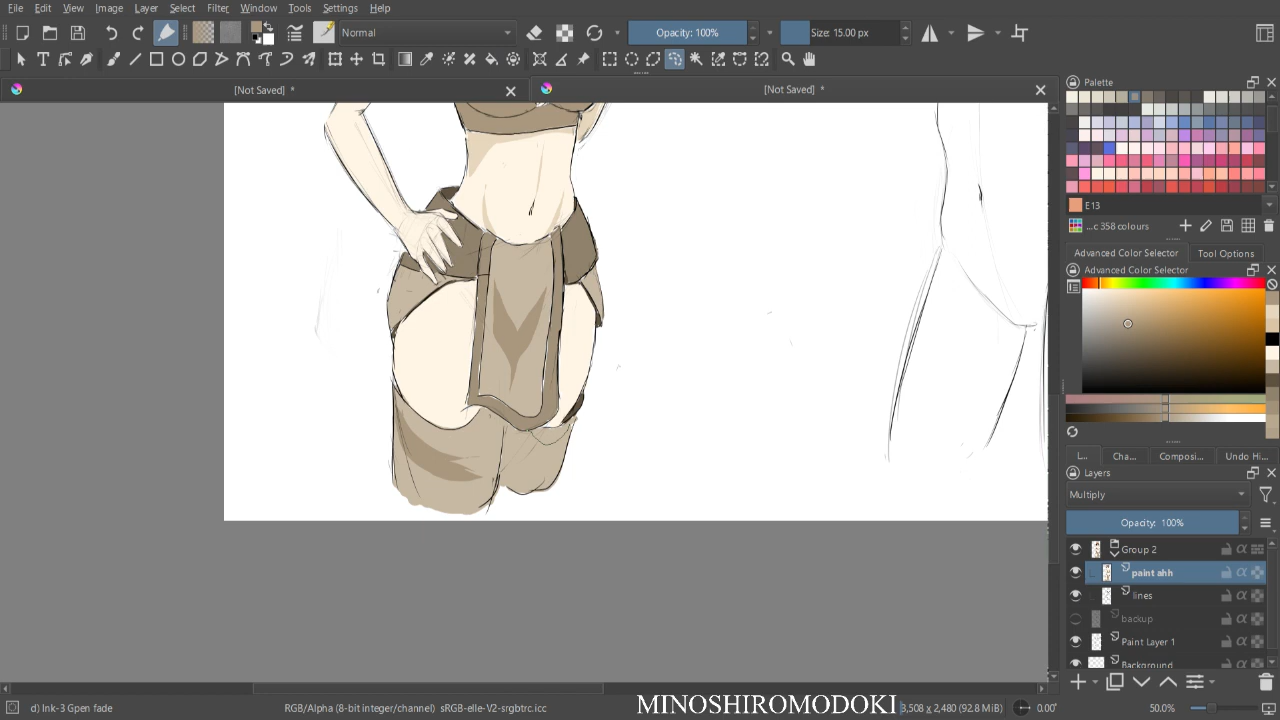 File Edit View Image Layer Select Filter Tools Settings Help
Normal Opacity: 100% Size: 15.00 px
[Not Saved] * [Not Saved] *
Palette
E13
...c 358 colours
Advanced Color Selector Tool Options
Advanced Color Selector
L... Cha... Composi... Undo Hi...
Layers
Multiply
Opacity: 100%
Group 2
paint ahh
lines
backup
Paint Layer 1
Background
d) Ink-3 Gpen fade RGB/Alpha (8-bit integer/channel) sRGB-elle-V2-srgbtrc.icc MINOSHIROMODOKI 3,508 x 2,480 (92.8 MiB) 0.00° 50.0%